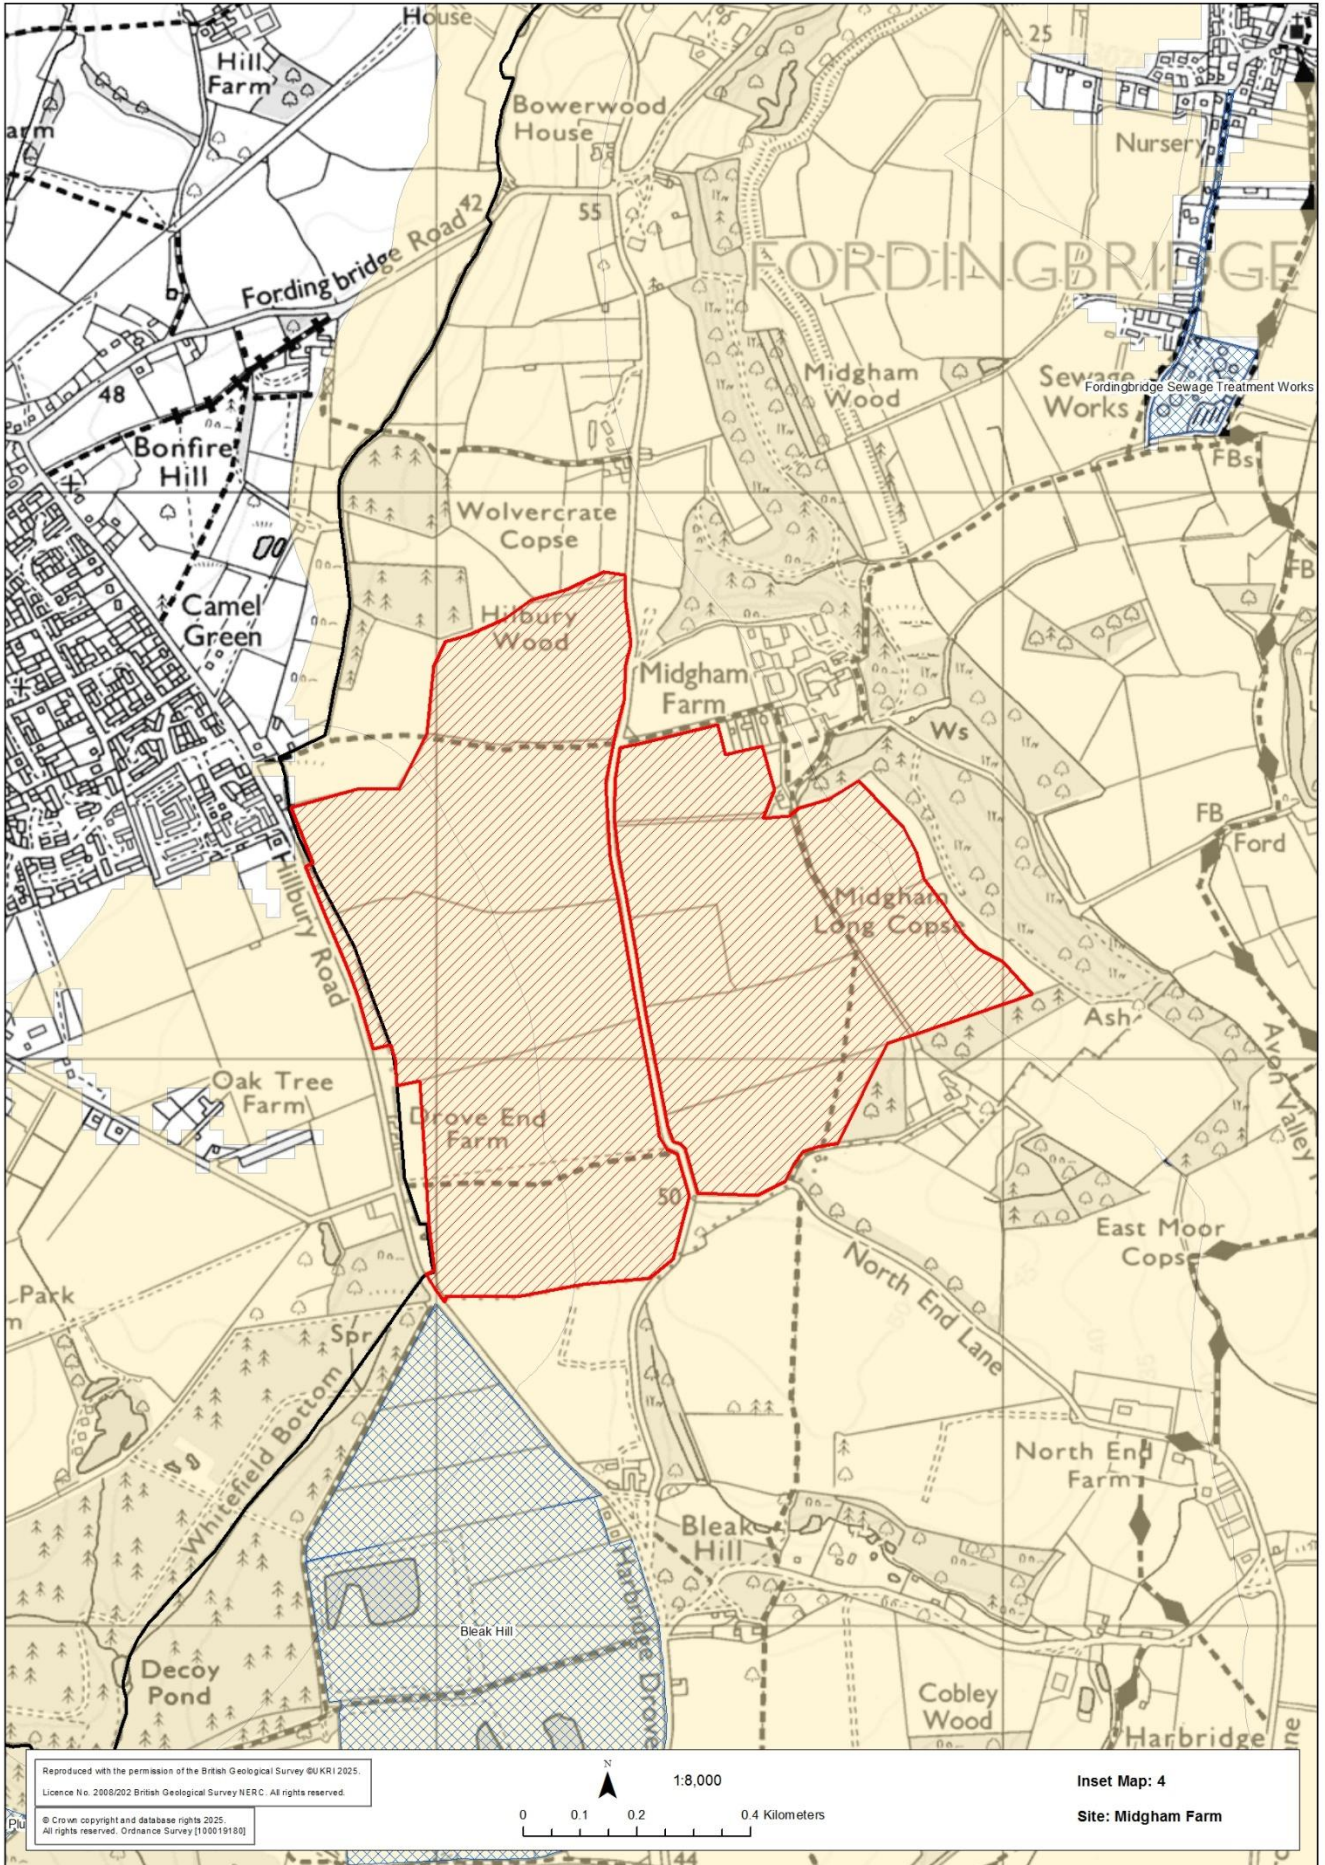 House
25
Hill
Farm
Bowerwood
House
arm
Nursery
42
55
FORDINGBRIDGE
Fordingbridge Road
Midgham
Wood
Sewage
Works
Fordingbridge Sewage Treatment Works
48
Bonfire
Hill
FBs
Wolvercrate
Copse
FB
Camel
Green
Hilbury
Wood
Midgham
Farm
Ws
FB
Ford
Hillbury Road
Midgham
Long Copse
Ash
Avon Valley
Oak Tree
Farm
Drove End
Farm
50
East Moor
Copse
North End Lane
Park
m
Spr
Whitefield Bottom
North End
Farm
Bleak
Hill
Harbridge Drove
Bleak Hill
Decoy
Pond
Cobley
Wood
Harbridge
ne
Reproduced with the permission of the British Geological Survey ©UKRI 2025.
Licence No. 2008/202 British Geological Survey NERC. All rights reserved.
© Crown copyright and database rights 2025.
All rights reserved. Ordnance Survey [100019180]
Plu
N
1:8,000
0 0.1 0.2 0.4 Kilometers
Inset Map: 4
Site: Midgham Farm
44